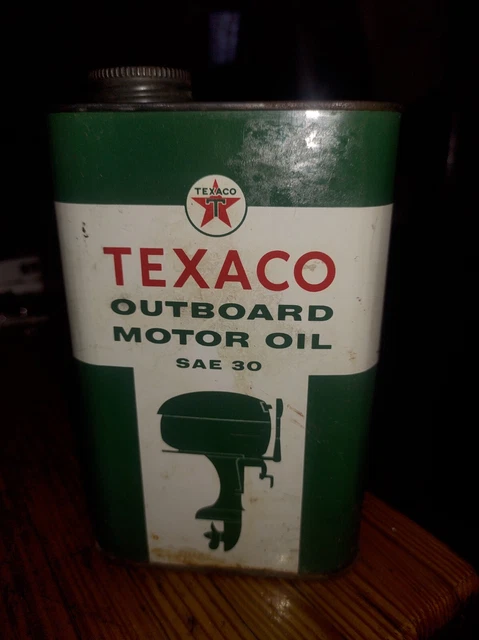 TEXACO
T
TEXACO
OUTBOARD
MOTOR OIL
SAE 30